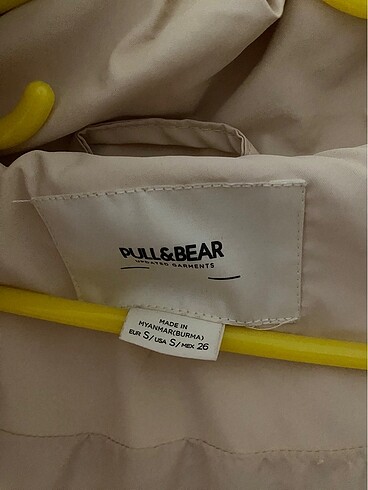 PULL&BEAR
UPDATED GARMENTS
MADE IN
MYANMAR(BURMA)
EUR S/USA S/MEX 26